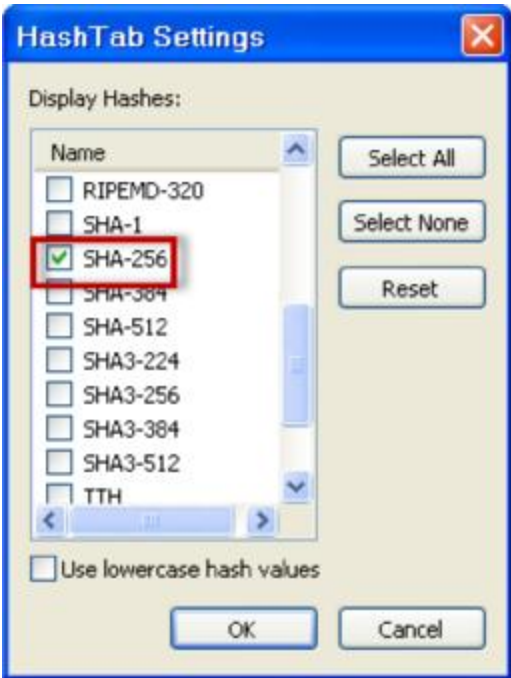 HashTab Settings
Display Hashes:
Name
RIPEMD-320
SHA-1
SHA-256
SHA-384
SHA-512
SHA3-224
SHA3-256
SHA3-384
SHA3-512
TTH
Select All
Select None
Reset
Use lowercase hash values
OK
Cancel